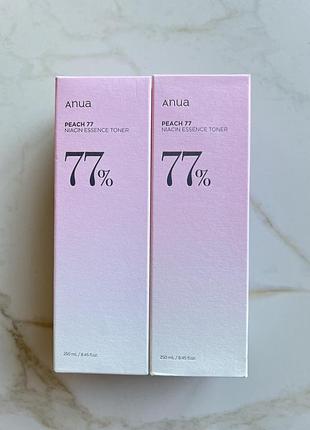 Anua
PEACH 77
NIACIN ESSENCE TONER
77%
250 mL / 8.45 fl.oz.
Anua
PEACH 77
NIACIN ESSENCE TONER
77%
250 mL / 8.45 fl.oz.